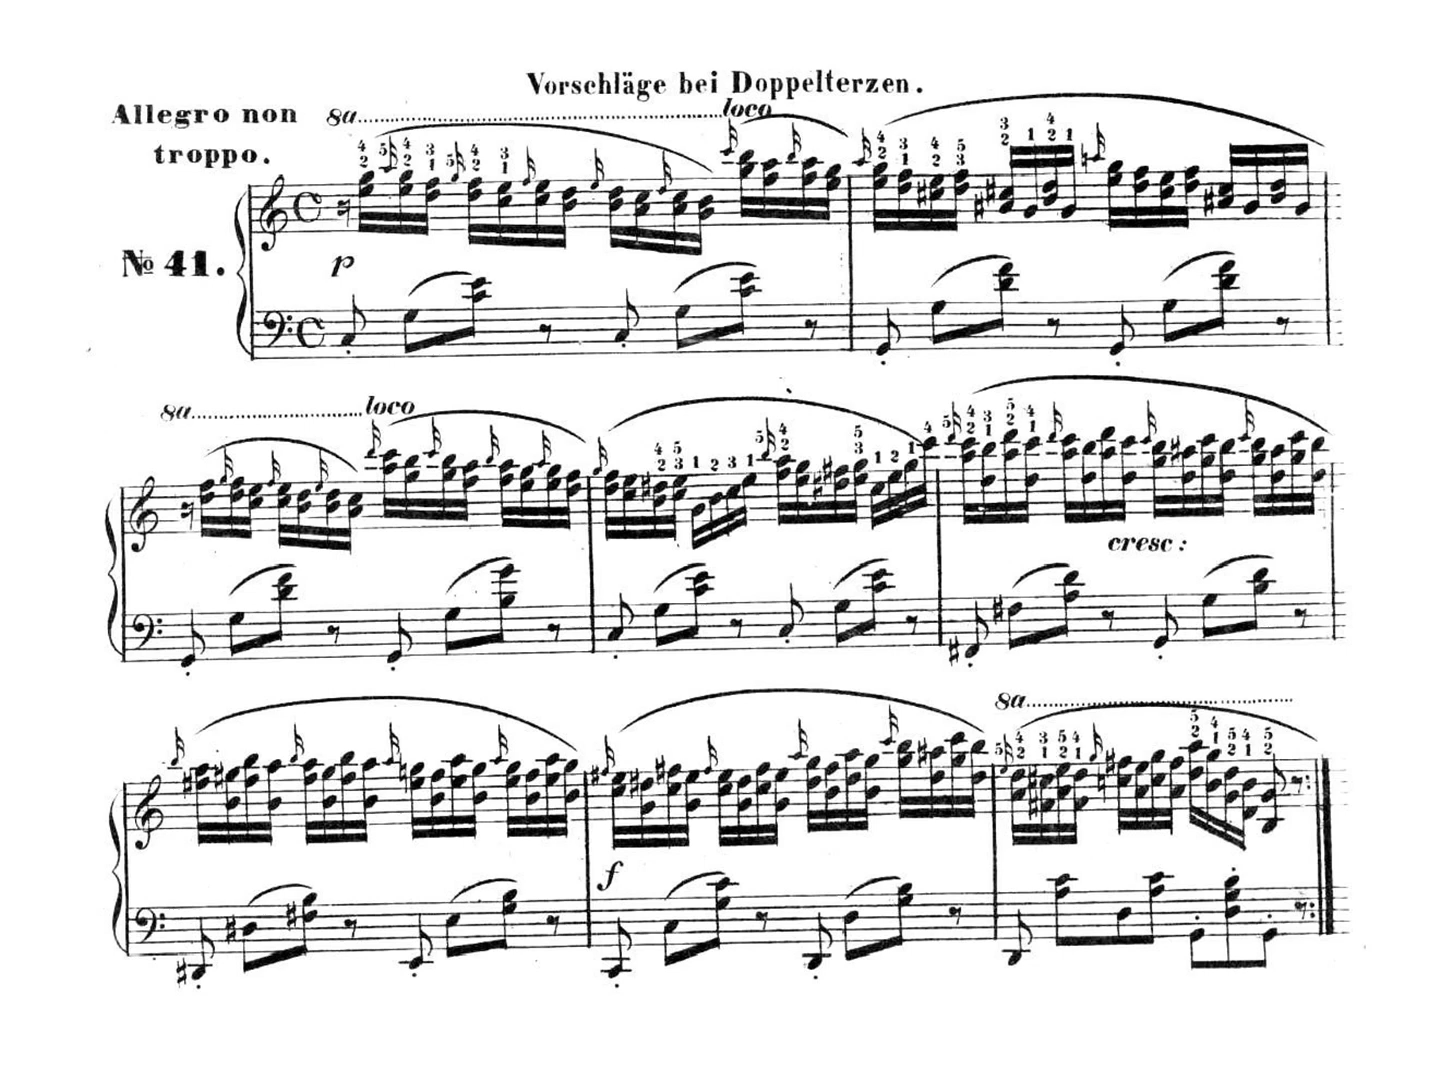 Vorschläge bei Doppelterzen.
Allegro non
troppo.
8a loco
№ 41.
p
8a loco
cresc:
8a
f